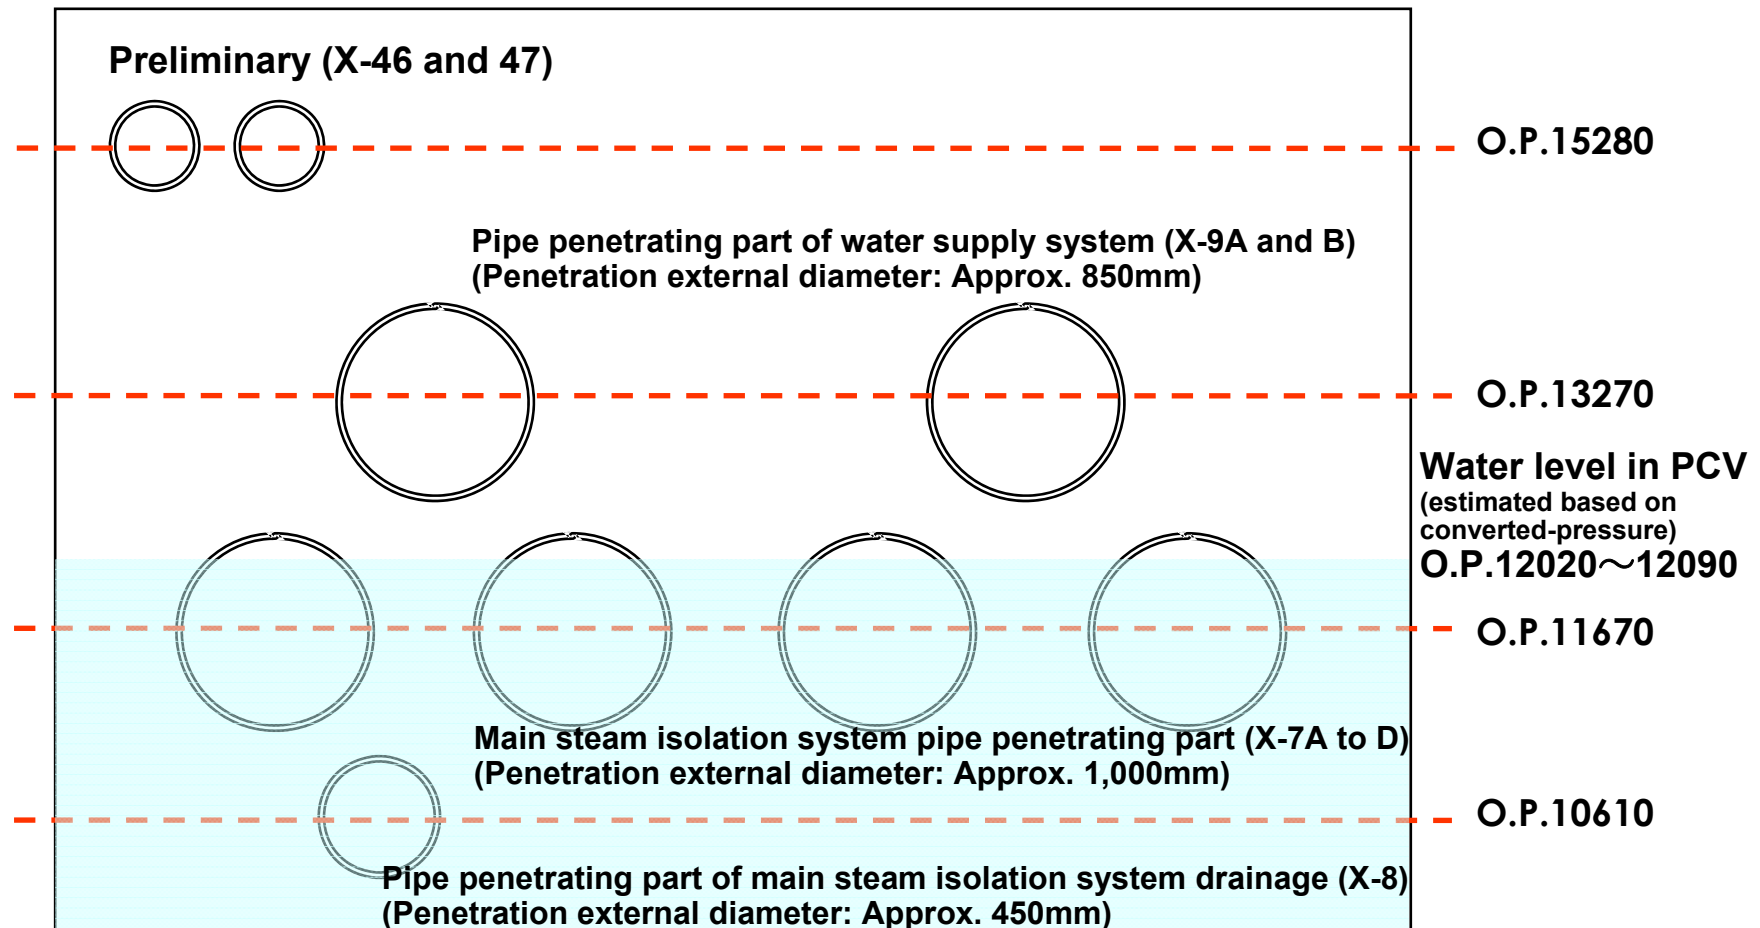 Preliminary (X-46 and 47)
O.P.15280
Pipe penetrating part of water supply system (X-9A and B)
(Penetration external diameter: Approx. 850mm)
O.P.13270
Water level in PCV
(estimated based on
converted-pressure)
O.P.12020～12090
O.P.11670
Main steam isolation system pipe penetrating part (X-7A to D)
(Penetration external diameter: Approx. 1,000mm)
O.P.10610
Pipe penetrating part of main steam isolation system drainage (X-8)
(Penetration external diameter: Approx. 450mm)